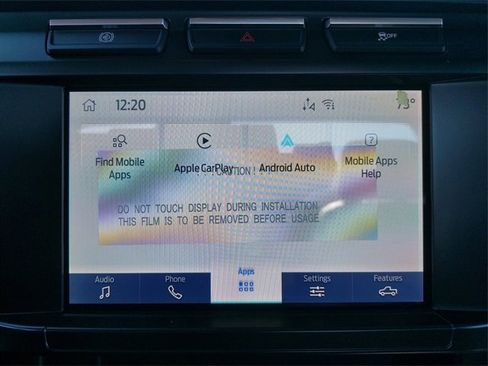 OFF
12:20
73°
Find Mobile Apps
Apple CarPlay
Android Auto
Mobile Apps Help
! CAUTION !
DO NOT TOUCH DISPLAY DURING INSTALLATION
THIS FILM IS TO BE REMOVED BEFORE USAGE
Audio
Phone
Apps
Settings
Features